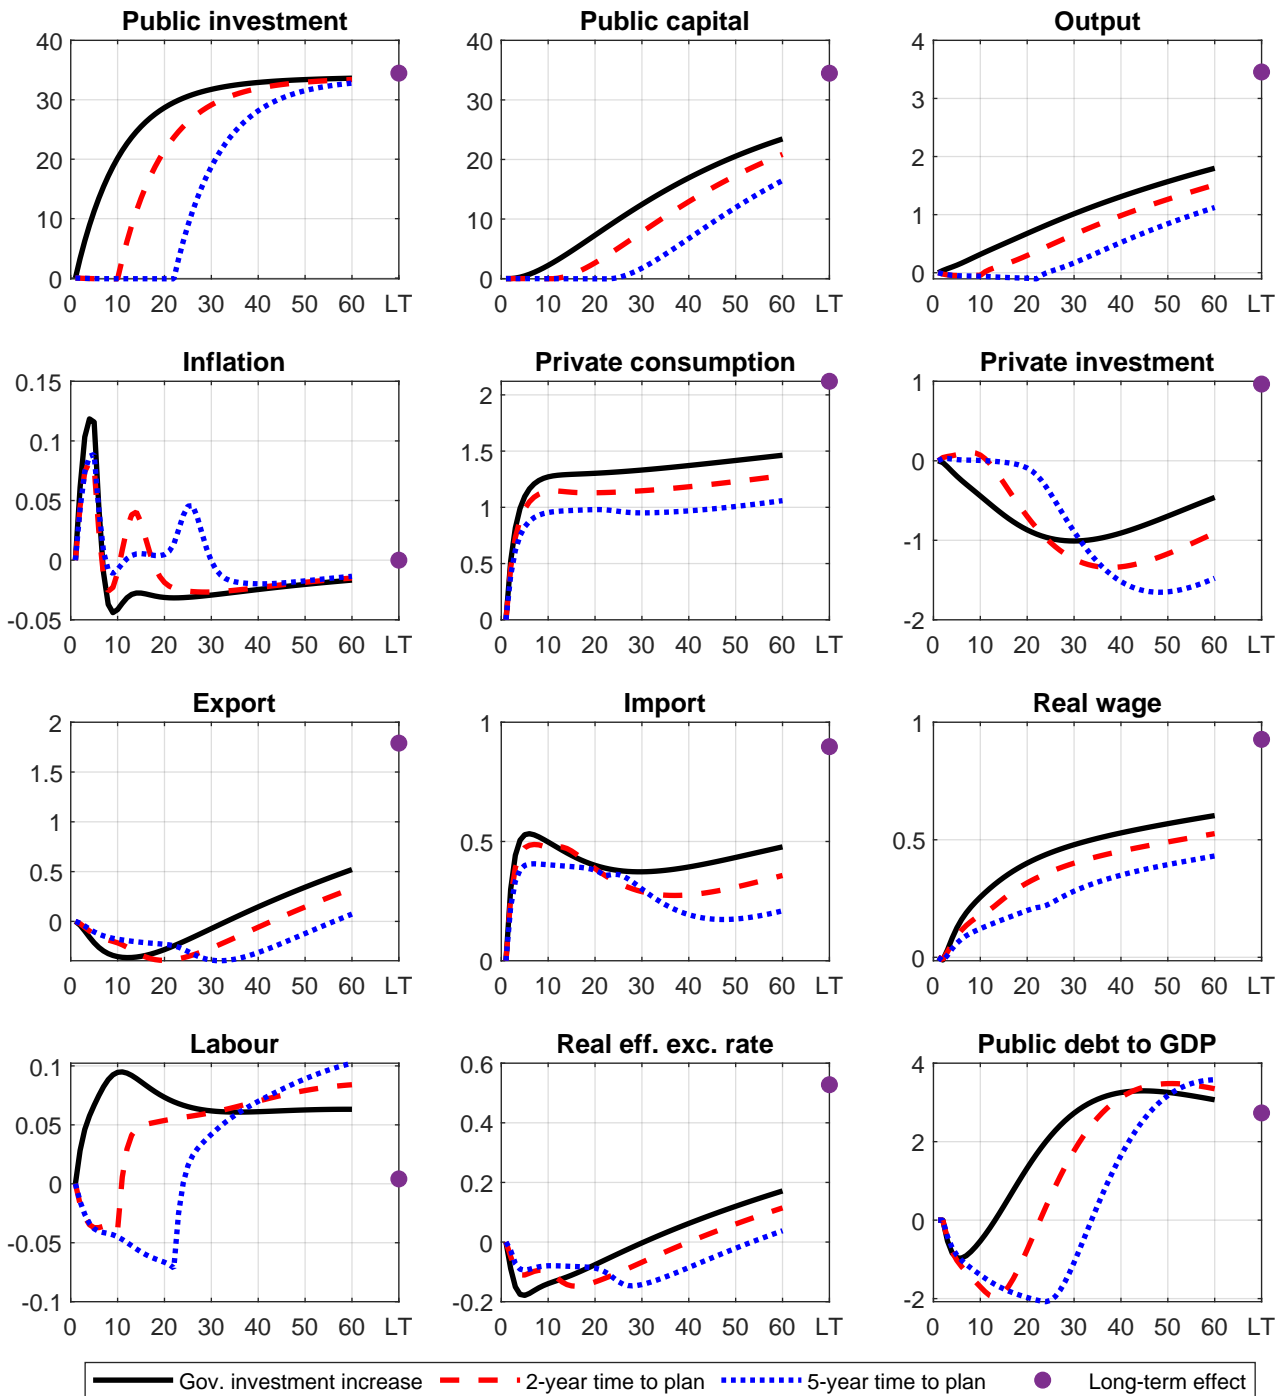 Public investment
Public capital
Output
40
30
20
10
0
0 10 20 30 40 50 60 LT
40
30
20
10
0
0 10 20 30 40 50 60 LT
4
3
2
1
0
0 10 20 30 40 50 60 LT
Inflation
Private consumption
Private investment
0.15
0.1
0.05
0
-0.05
0 10 20 30 40 50 60 LT
2
1.5
1
0.5
0
0 10 20 30 40 50 60 LT
1
0
-1
-2
0 10 20 30 40 50 60 LT
Export
Import
Real wage
2
1.5
1
0.5
0
0 10 20 30 40 50 60 LT
1
0.5
0
0 10 20 30 40 50 60 LT
1
0.5
0
0 10 20 30 40 50 60 LT
Labour
Real eff. exc. rate
Public debt to GDP
0.1
0.05
0
-0.05
-0.1
0 10 20 30 40 50 60 LT
0.6
0.4
0.2
0
-0.2
0 10 20 30 40 50 60 LT
4
2
0
-2
0 10 20 30 40 50 60 LT
Gov. investment increase 2-year time to plan 5-year time to plan Long-term effect